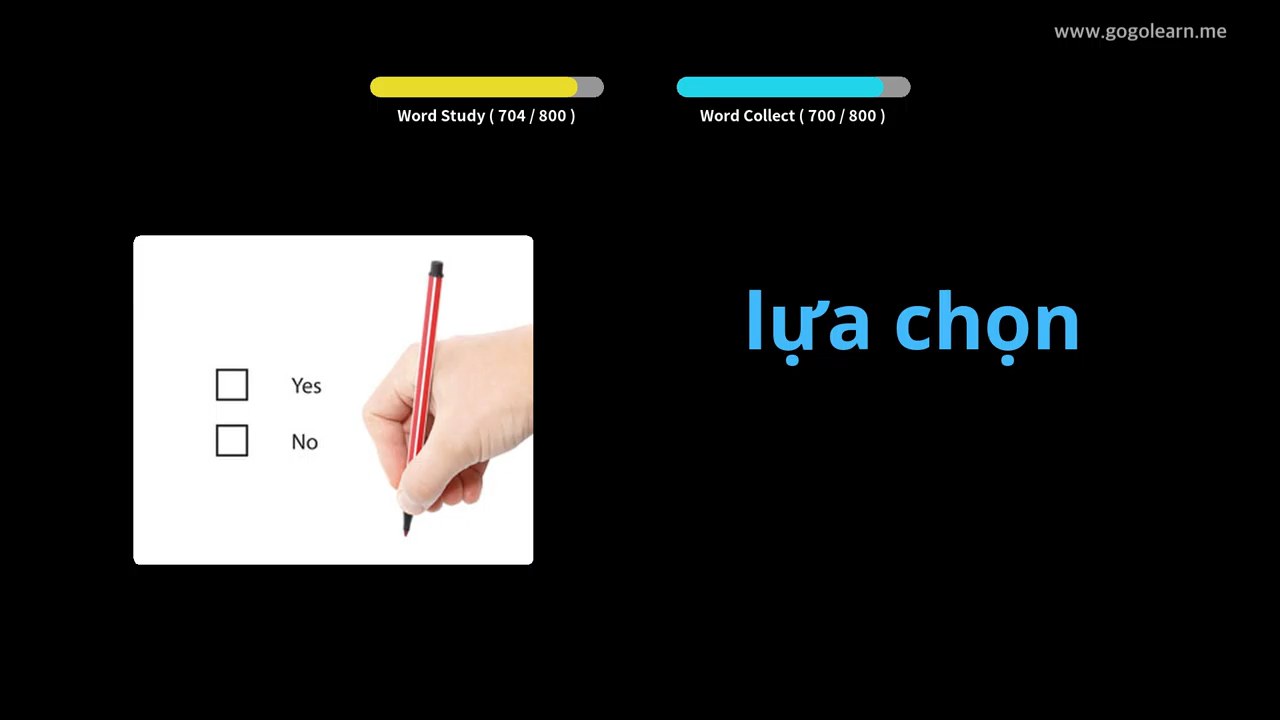 www.gogolearn.me
Word Study ( 704 / 800 )
Word Collect ( 700 / 800 )
lựa chọn
Yes
No